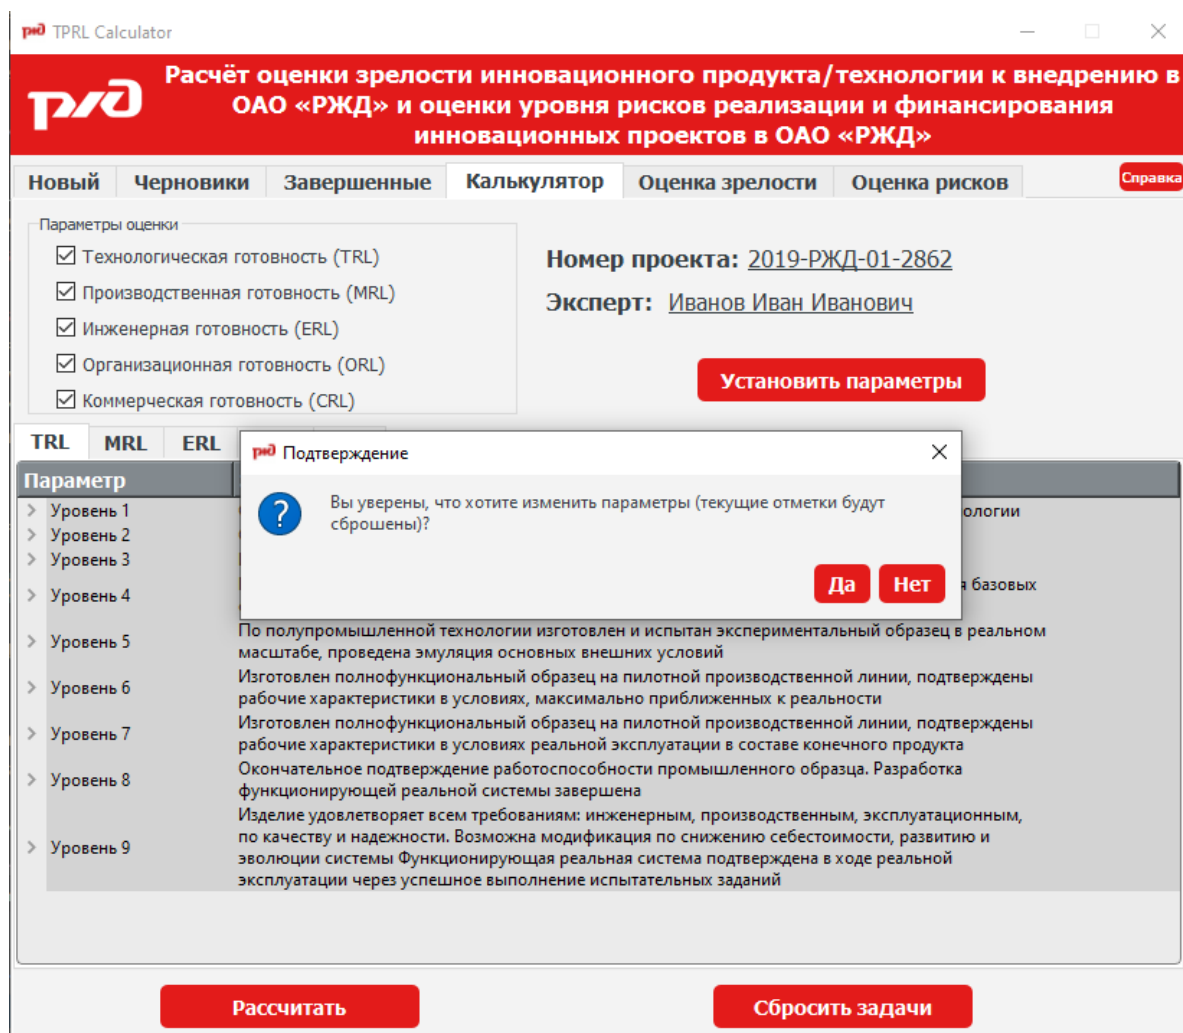 ржд TPRL Calculator
ржд
Расчёт оценки зрелости инновационного продукта/технологии к внедрению в
ОАО «РЖД» и оценки уровня рисков реализации и финансирования
инновационных проектов в ОАО «РЖД»
Новый Черновики Завершенные Калькулятор Оценка зрелости Оценка рисков Справка
Параметры оценки
Технологическая готовность (TRL)
Производственная готовность (MRL)
Инженерная готовность (ERL)
Организационная готовность (ORL)
Коммерческая готовность (CRL)
Номер проекта: 2019-РЖД-01-2862
Эксперт: Иванов Иван Иванович
Установить параметры
TRL MRL ERL
ржд Подтверждение
Вы уверены, что хотите изменить параметры (текущие отметки будут
сброшены)?
Да Нет
Параметр
Уровень 1
Уровень 2
Уровень 3
Уровень 4 базовых
Уровень 5
По полупромышленной технологии изготовлен и испытан экспериментальный образец в реальном
масштабе, проведена эмуляция основных внешних условий
Уровень 6
Изготовлен полнофункциональный образец на пилотной производственной линии, подтверждены
рабочие характеристики в условиях, максимально приближенных к реальности
Уровень 7
Изготовлен полнофункциональный образец на пилотной производственной линии, подтверждены
рабочие характеристики в условиях реальной эксплуатации в составе конечного продукта
Уровень 8
Окончательное подтверждение работоспособности промышленного образца. Разработка
функционирующей реальной системы завершена
Уровень 9
Изделие удовлетворяет всем требованиям: инженерным, производственным, эксплуатационным,
по качеству и надежности. Возможна модификация по снижению себестоимости, развитию и
эволюции системы Функционирующая реальная система подтверждена в ходе реальной
эксплуатации через успешное выполнение испытательных заданий
Рассчитать Сбросить задачи